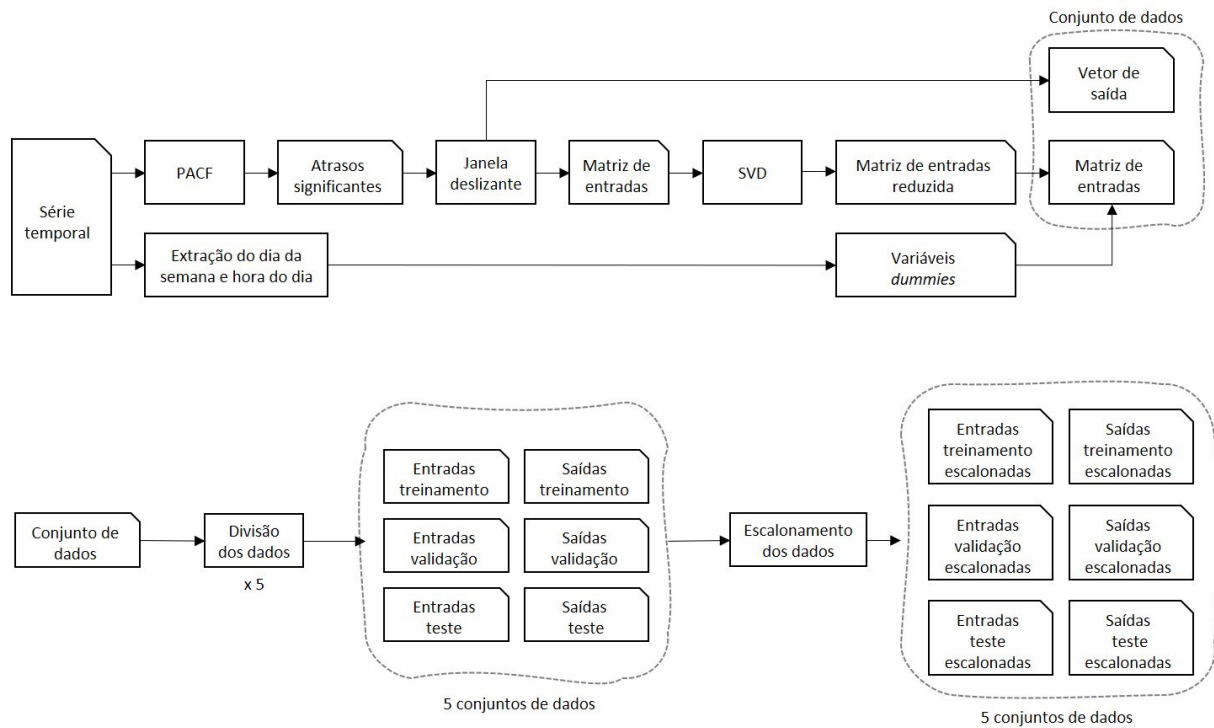 Conjunto de dados
Vetor de
saída
Série
temporal
PACF
Atrasos
significantes
Janela
deslizante
Matriz de
entradas
SVD
Matriz de entradas
reduzida
Matriz de
entradas
Extração do dia da
semana e hora do dia
Variáveis
dummies
Conjunto de
dados
Divisão
dos dados
x 5
Entradas
treinamento
Saídas
treinamento
Entradas
validação
Saídas
validação
Entradas
teste
Saídas
teste
5 conjuntos de dados
Escalonamento
dos dados
Entradas
treinamento
escalonadas
Saídas
treinamento
escalonadas
Entradas
validação
escalonadas
Saídas
validação
escalonadas
Entradas
teste
escalonadas
Saídas
teste
escalonadas
5 conjuntos de dados